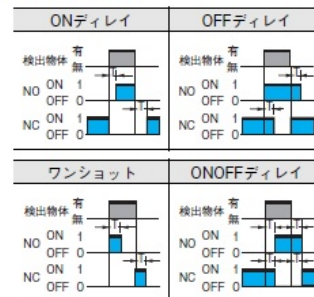 ONディレイ
OFFディレイ
検出物体 有
無
T
NO ON 1
OFF 0
T
NC ON 1
OFF 0
検出物体 有
無
T
NO ON 1
OFF 0
T
NC ON 1
OFF 0
ワンショット
ONOFFディレイ
検出物体 有
無
T
NO ON 1
OFF 0
T
NC ON 1
OFF 0
検出物体 有
無
T T
NO ON 1
OFF 0
T T
NC ON 1
OFF 0